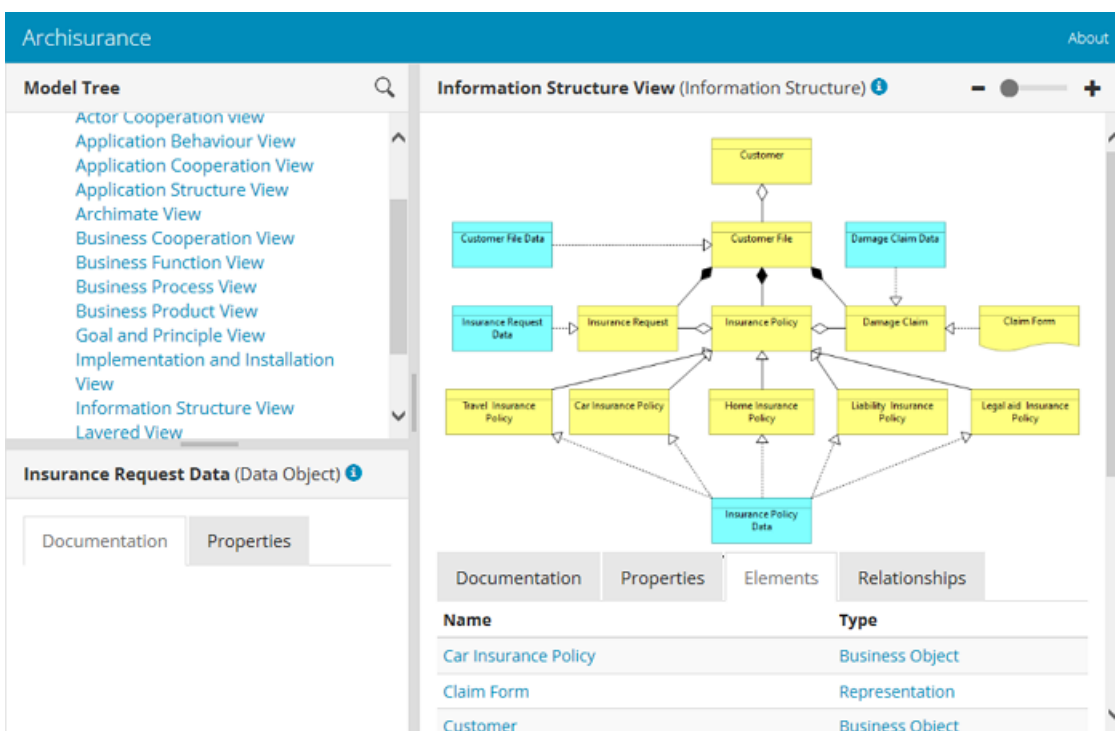 Archisurance
About
Model Tree
Actor Cooperation view
Application Behaviour View
Application Cooperation View
Application Structure View
Archimate View
Business Cooperation View
Business Function View
Business Process View
Business Product View
Goal and Principle View
Implementation and Installation
View
Information Structure View
Layered View
Insurance Request Data (Data Object)
Documentation
Properties
Information Structure View (Information Structure)
Customer
Customer File Data
Customer File
Damage Claim Data
Insurance Request
Data
Insurance Request
Insurance Policy
Damage Claim
Claim Form
Travel Insurance
Policy
Car Insurance Policy
Home Insurance
Policy
Liability Insurance
Policy
Legal aid Insurance
Policy
Insurance Policy
Data
Documentation
Properties
Elements
Relationships
Name Type
Car Insurance Policy Business Object
Claim Form Representation
Customer Business Object